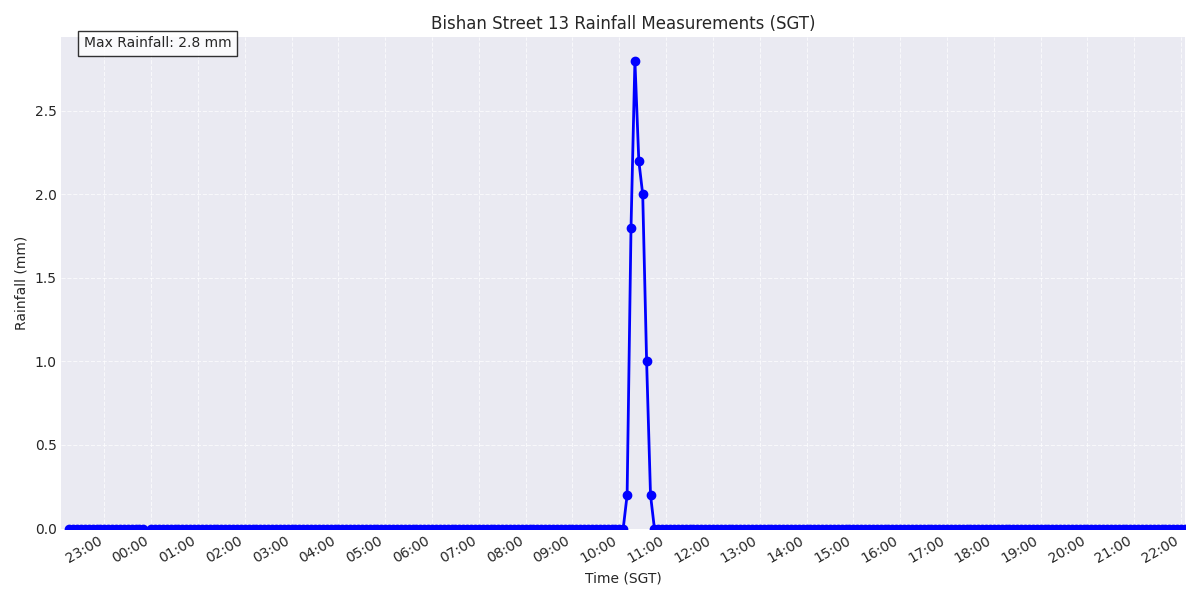 Bishan Street 13 Rainfall Measurements (SGT)
Max Rainfall: 2.8 mm
Rainfall (mm)
2.5
2.0
1.5
1.0
0.5
0.0
23:00 00:00 01:00 02:00 03:00 04:00 05:00 06:00 07:00 08:00 09:00 10:00 11:00 12:00 13:00 14:00 15:00 16:00 17:00 18:00 19:00 20:00 21:00 22:00
Time (SGT)